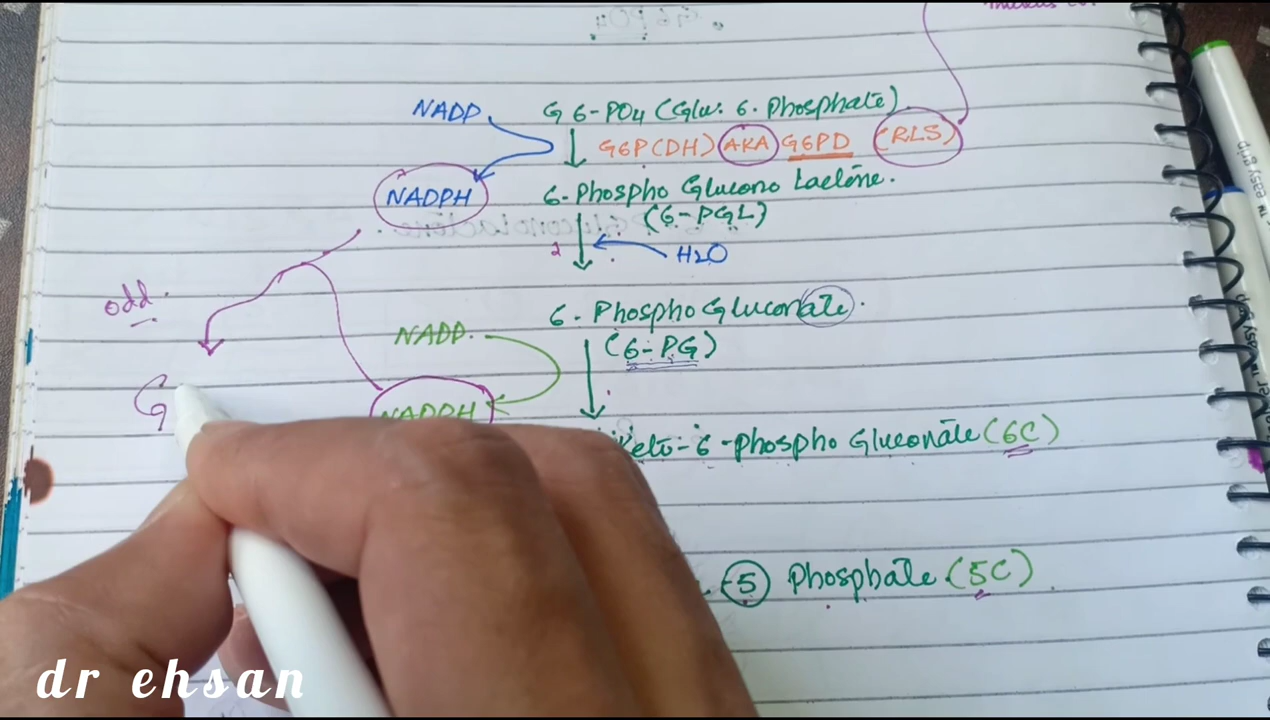 G 6-PO4 (Glu. 6. Phosphate)
NADP
G6P(DH) AKA G6PD (RLS)
6-Phospho Glucono Lactone.
NADPH
(6-PGL)
H2O
odd
6. Phospho Gluconate.
NADP.
(6-PG)
G
NADPH
Keto-6-phospho Gluconate (6C)
-5 Phosphate (5C)
dr ehsan